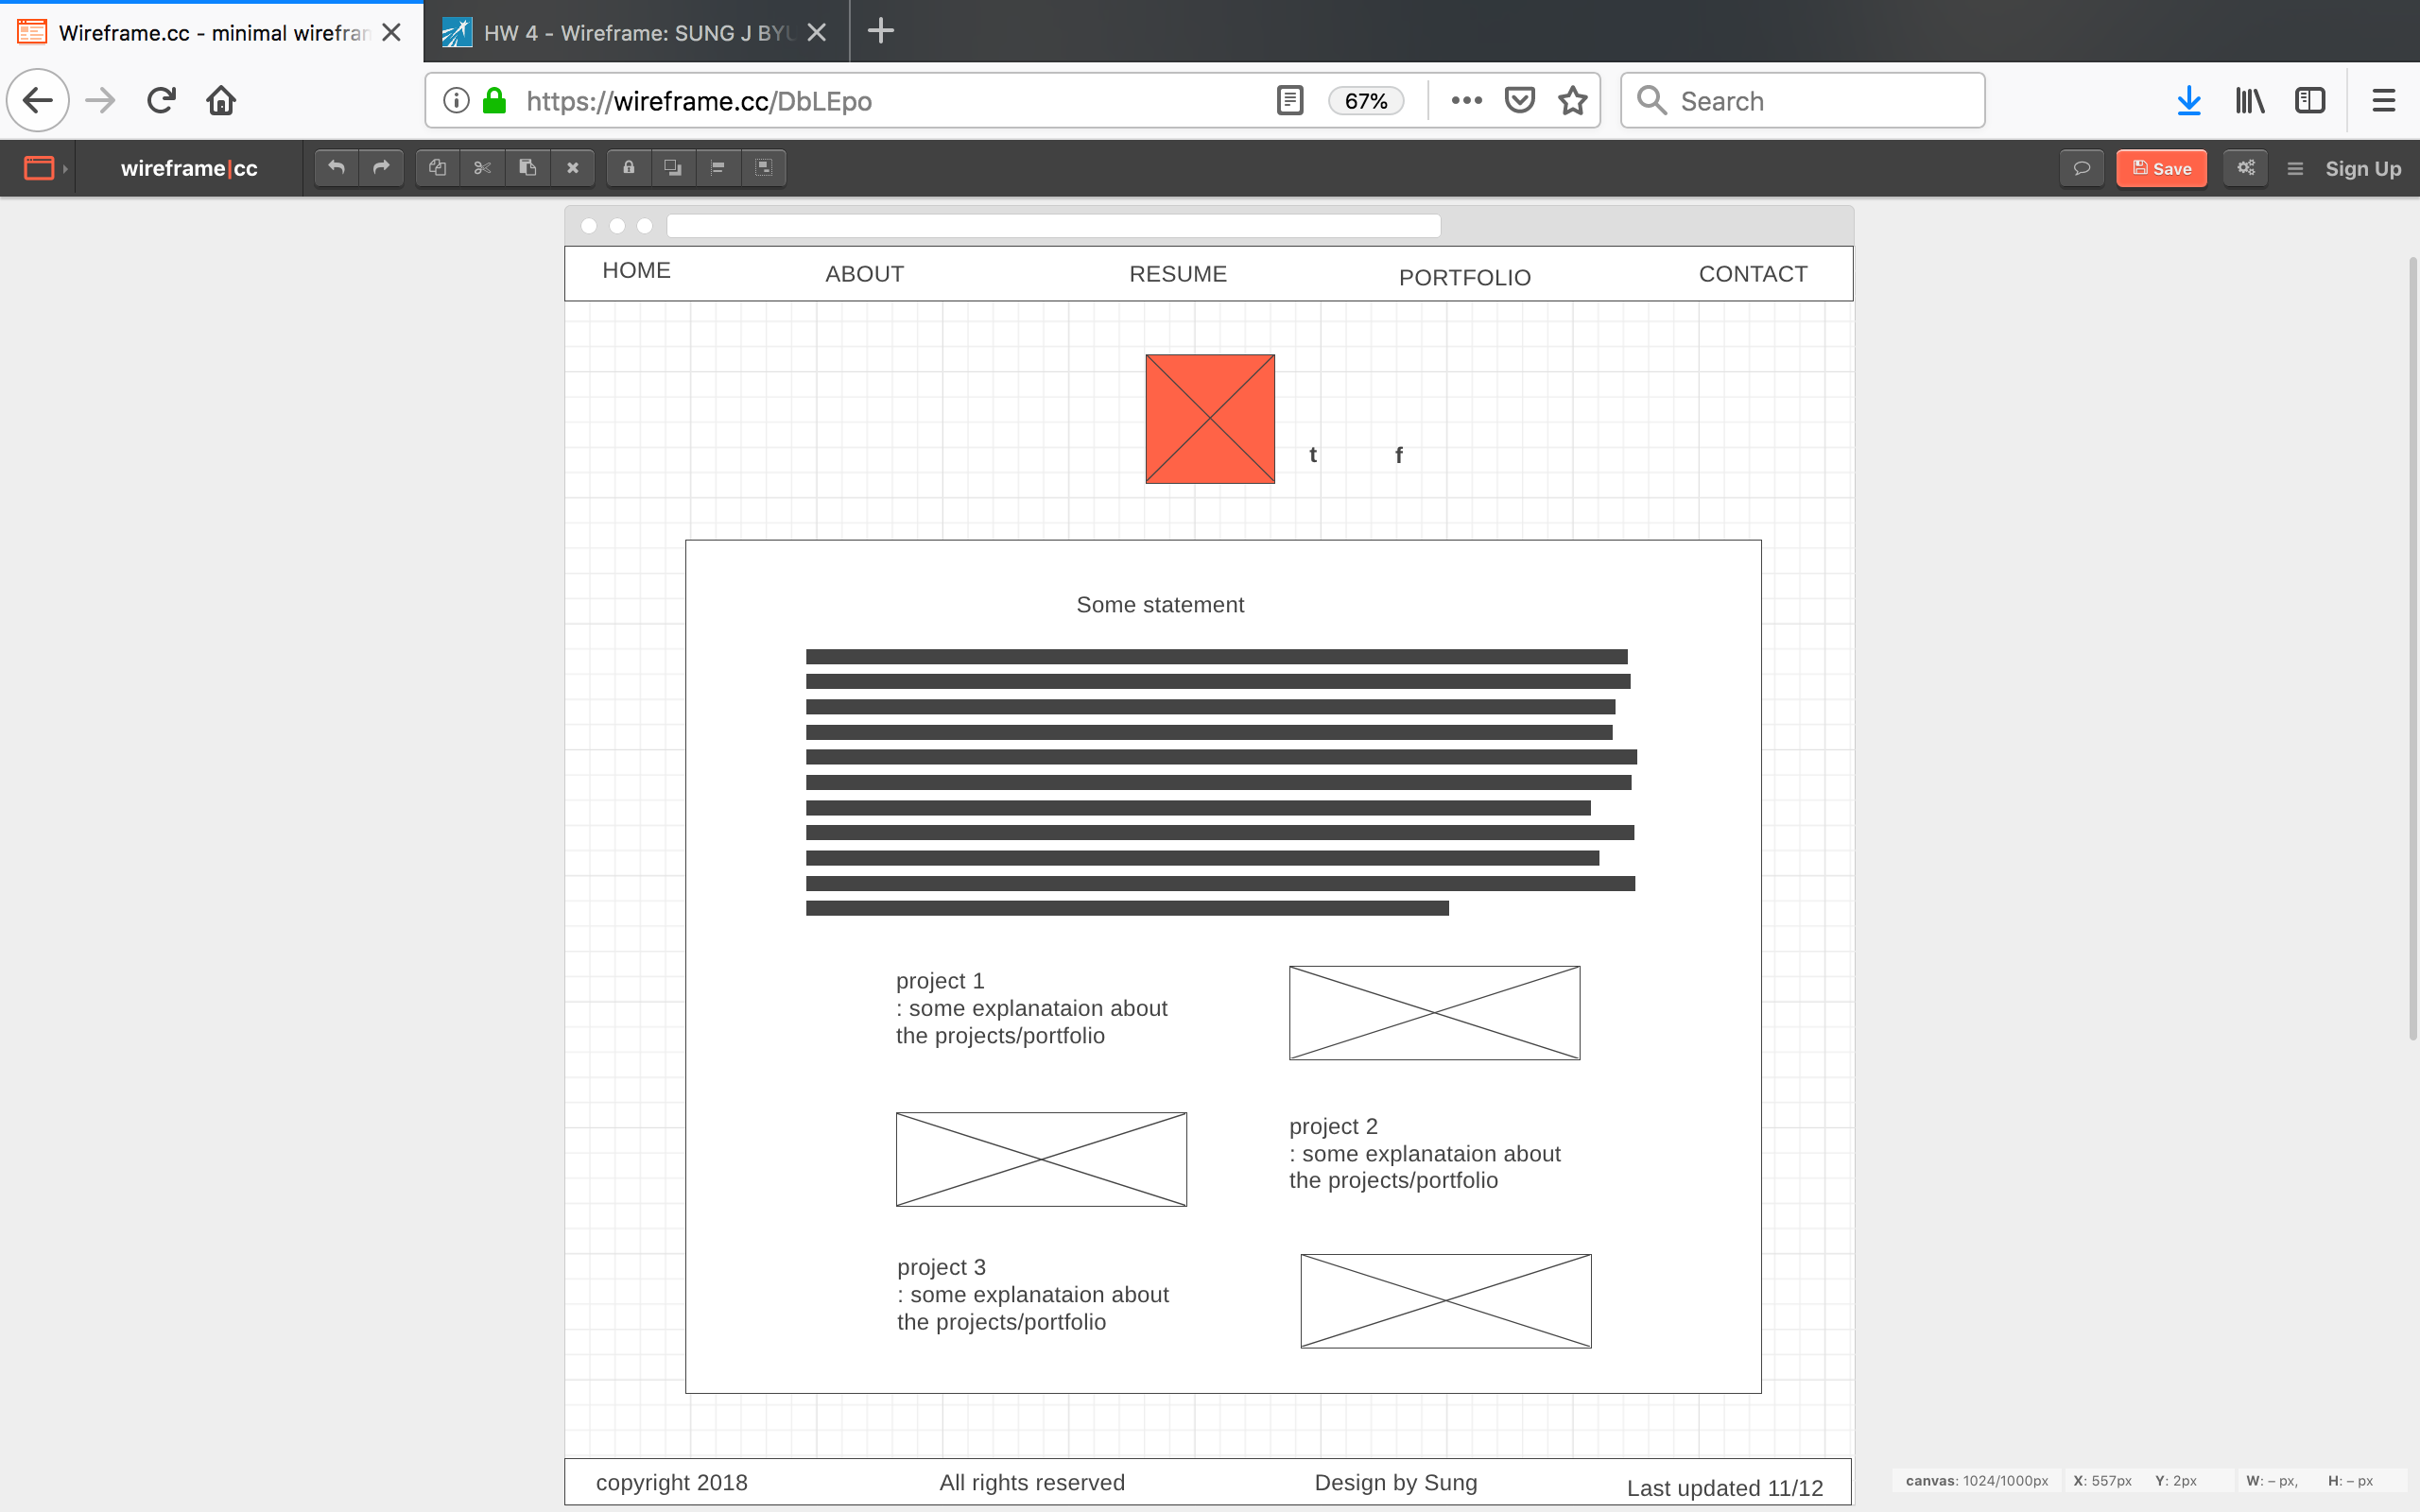 Wireframe.cc - minimal wirefran
HW 4 - Wireframe: SUNG J BYU
https://wireframe.cc/DbLEpo
67%
Search
wireframe|cc
Save
Sign Up
HOME
ABOUT
RESUME
PORTFOLIO
CONTACT
t
f
Some statement
project 1
: some explanataion about
the projects/portfolio
project 2
: some explanataion about
the projects/portfolio
project 3
: some explanataion about
the projects/portfolio
copyright 2018
All rights reserved
Design by Sung
Last updated 11/12
canvas: 1024/1000px X: 557px Y: 2px W: – px, H: – px